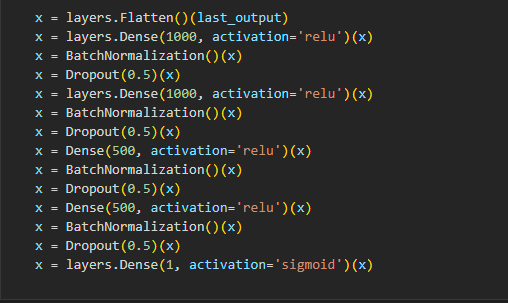 x = layers.Flatten()(last_output)
x = layers.Dense(1000, activation='relu')(x)
x = BatchNormalization()(x)
x = Dropout(0.5)(x)
x = layers.Dense(1000, activation='relu')(x)
x = BatchNormalization()(x)
x = Dropout(0.5)(x)
x = Dense(500, activation='relu')(x)
x = BatchNormalization()(x)
x = Dropout(0.5)(x)
x = Dense(500, activation='relu')(x)
x = BatchNormalization()(x)
x = Dropout(0.5)(x)
x = layers.Dense(1, activation='sigmoid')(x)